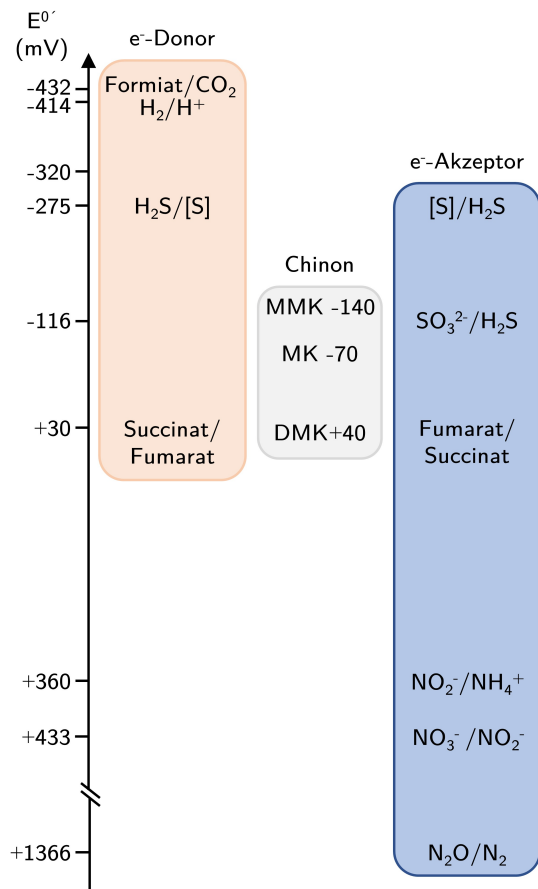 E⁰´
(mV)
e⁻-Donor
-432
Formiat/CO₂
-414
H₂/H⁺
-320
e⁻-Akzeptor
-275
H₂S/[S]
[S]/H₂S
Chinon
MMK -140
-116
SO₃²⁻/H₂S
MK -70
+30
Succinat/
Fumarat
DMK+40
Fumarat/
Succinat
+360
NO₂⁻/NH₄⁺
+433
NO₃⁻/NO₂⁻
+1366
N₂O/N₂